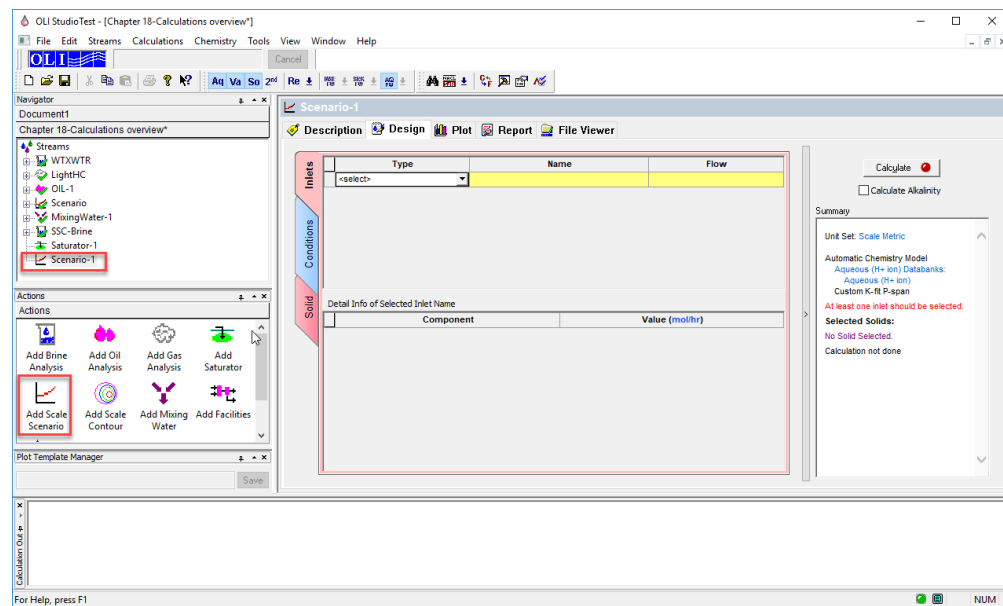 OLI StudioTest - [Chapter 18-Calculations overview*]
File Edit Streams Calculations Chemistry Tools View Window Help
OLI Cancel
Aq Va So 2nd Re
Navigator
Document1
Chapter 18-Calculations overview*
Streams
WTXWTR
LightHC
OIL-1
Scenario
MixingWater-1
SSC-Brine
Saturator-1
Scenario-1
Actions
Actions
Add Brine Analysis
Add Oil Analysis
Add Gas Analysis
Add Saturator
Add Scale Scenario
Add Scale Contour
Add Mixing Water
Add Facilities
Plot Template Manager
Save
Scenario-1
Description Design Plot Report File Viewer
Inlets
Conditions
Solid
Type Name Flow
<select>
Detail Info of Selected Inlet Name
Component Value (mol/hr)
Calculate
Calculate Alkalinity
Summary
Unit Set: Scale Metric
Automatic Chemistry Model
Aqueous (H+ ion) Databanks:
Aqueous (H+ ion)
Custom K-fit P-span
At least one inlet should be selected.
Selected Solids:
No Solid Selected.
Calculation not done
Calculation Out
For Help, press F1
NUM